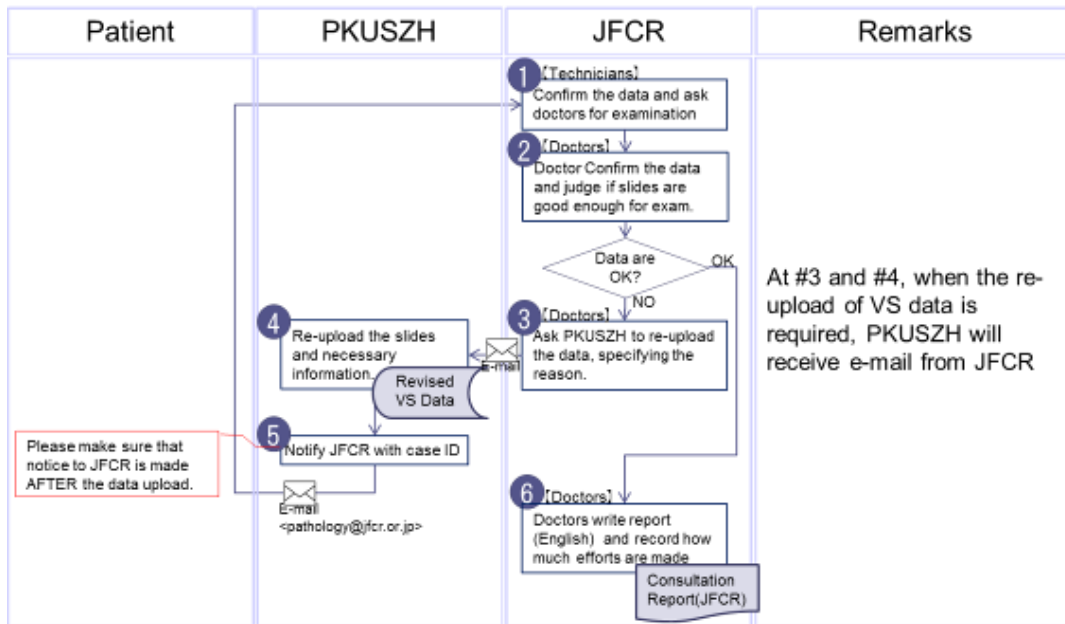 Patient
PKUSZH
JFCR
Remarks
1
【Technicians】
Confirm the data and ask
doctors for examination
2
【Doctors】
Doctor Confirm the data
and judge if slides are
good enough for exam.
Data are
OK?
OK
NO
3
【Doctors】
Ask PKUSZH to re-upload
the data, specifying the
reason.
E-mail
4
Re-upload the slides
and necessary
information.
Revised
VS Data
5
Notify JFCR with case ID
Please make sure that
notice to JFCR is made
AFTER the data upload.
E-mail
<pathology@jfcr.or.jp>
6
【Doctors】
Doctors write report
(English) and record how
much efforts are made
Consultation
Report(JFCR)
At #3 and #4, when the re-
upload of VS data is
required, PKUSZH will
receive e-mail from JFCR